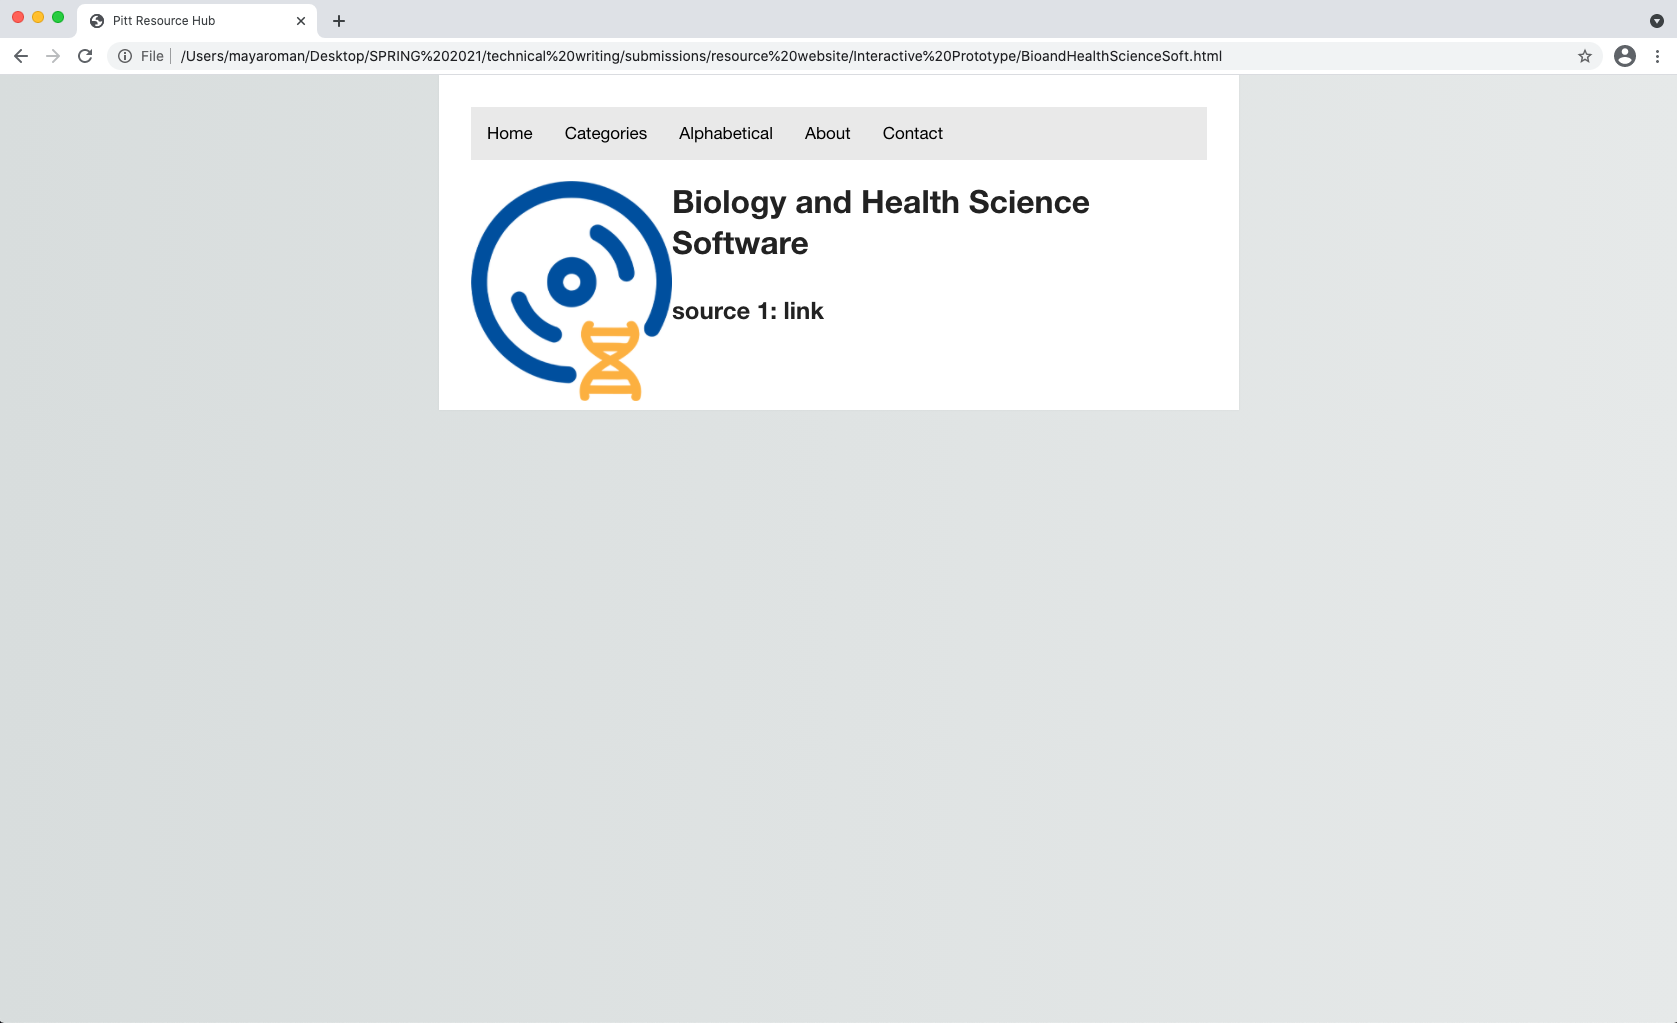 Pitt Resource Hub
File /Users/mayaroman/Desktop/SPRING%202021/technical%20writing/submissions/resource%20website/Interactive%20Prototype/BioandHealthScienceSoft.html
Home Categories Alphabetical About Contact
Biology and Health Science
Software
source 1: link